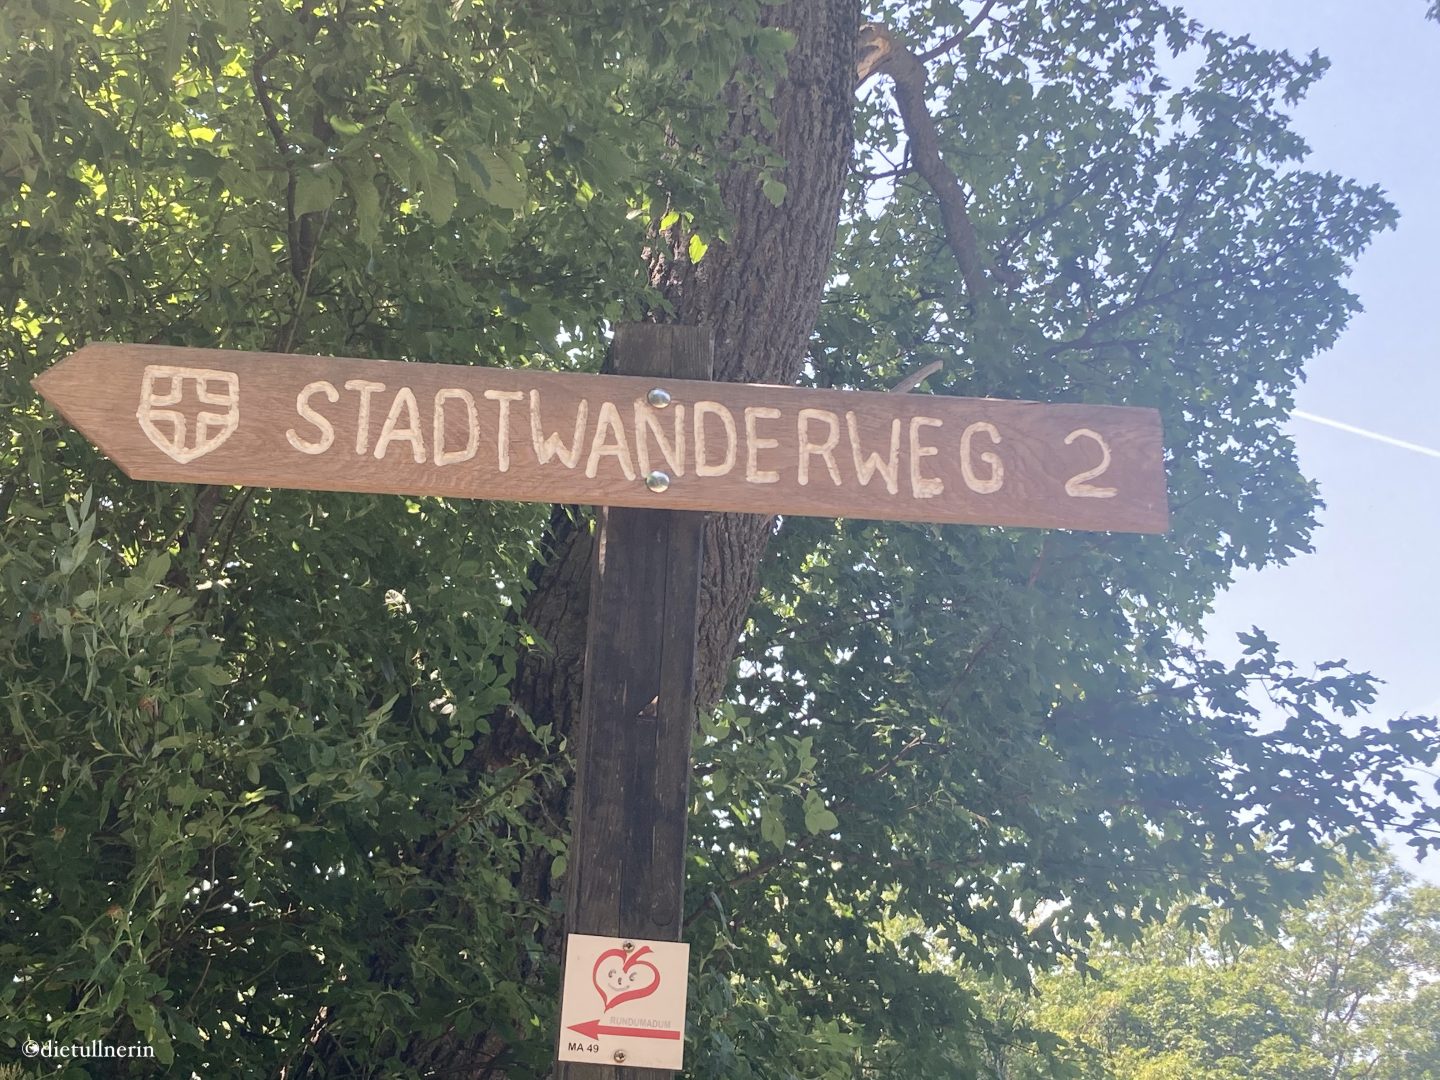 STADTWANDERWEG 2
RUNDUMADUM
MA 49
©dietullnerin